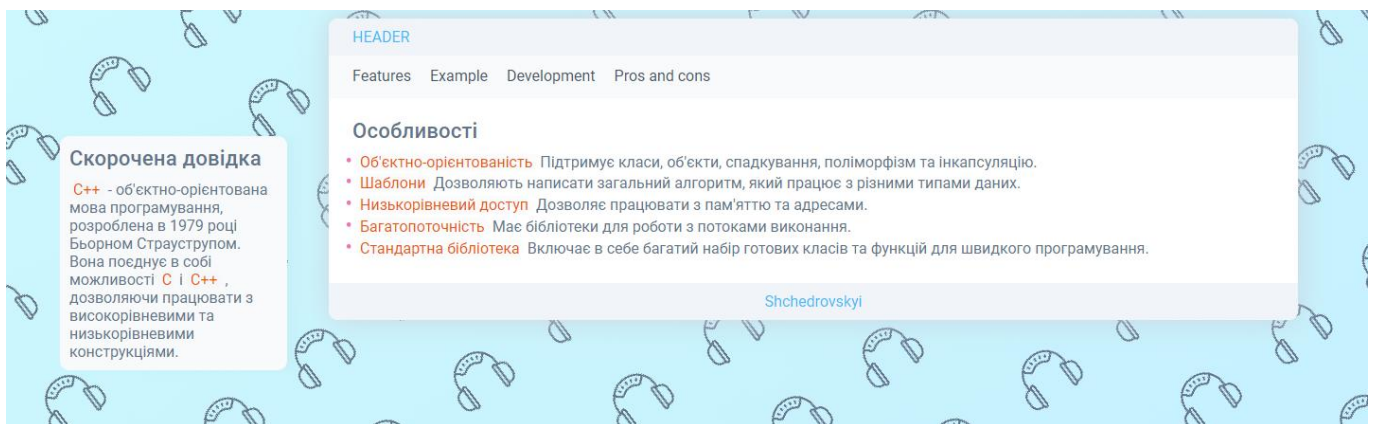 HEADER
Features Example Development Pros and cons
Скорочена довідка
C++ - об'єктно-орієнтована
мова програмування,
розроблена в 1979 році
Бьорном Страуструпом.
Вона поєднує в собі
можливості C і C++ ,
дозволяючи працювати з
високорівневими та
низькорівневими
конструкціями.
Особливості
Об'єктно-орієнтованість Підтримує класи, об'єкти, спадкування, поліморфізм та інкапсуляцію.
Шаблони Дозволяють написати загальний алгоритм, який працює з різними типами даних.
Низькорівневий доступ Дозволяє працювати з пам'яттю та адресами.
Багатопоточність Має бібліотеки для роботи з потоками виконання.
Стандартна бібліотека Включає в себе багатий набір готових класів та функцій для швидкого програмування.
Shchedrovskyi